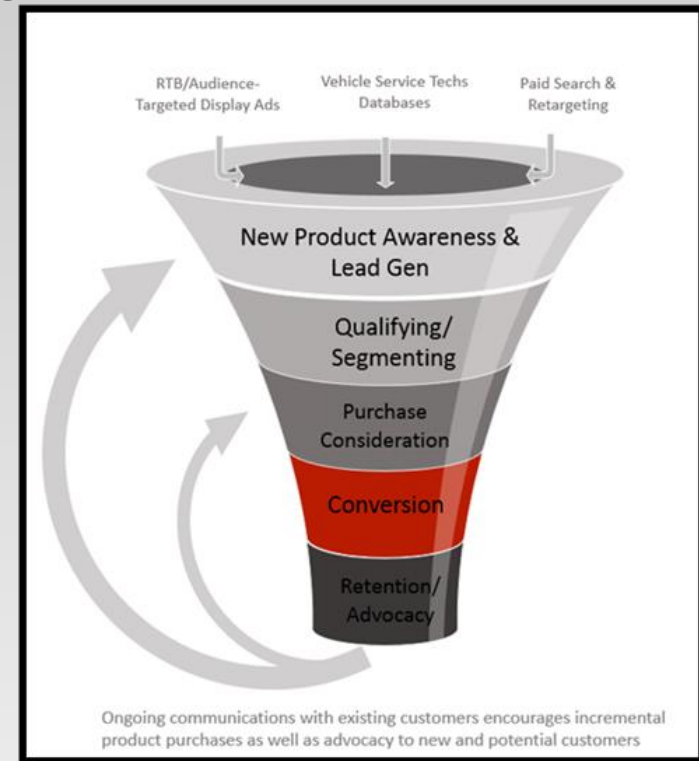 RTB/Audience-
Targeted Display Ads
Vehicle Service Techs
Databases
Paid Search &
Retargeting
New Product Awareness &
Lead Gen
Qualifying/
Segmenting
Purchase
Consideration
Conversion
Retention/
Advocacy
Ongoing communications with existing customers encourages incremental
product purchases as well as advocacy to new and potential customers